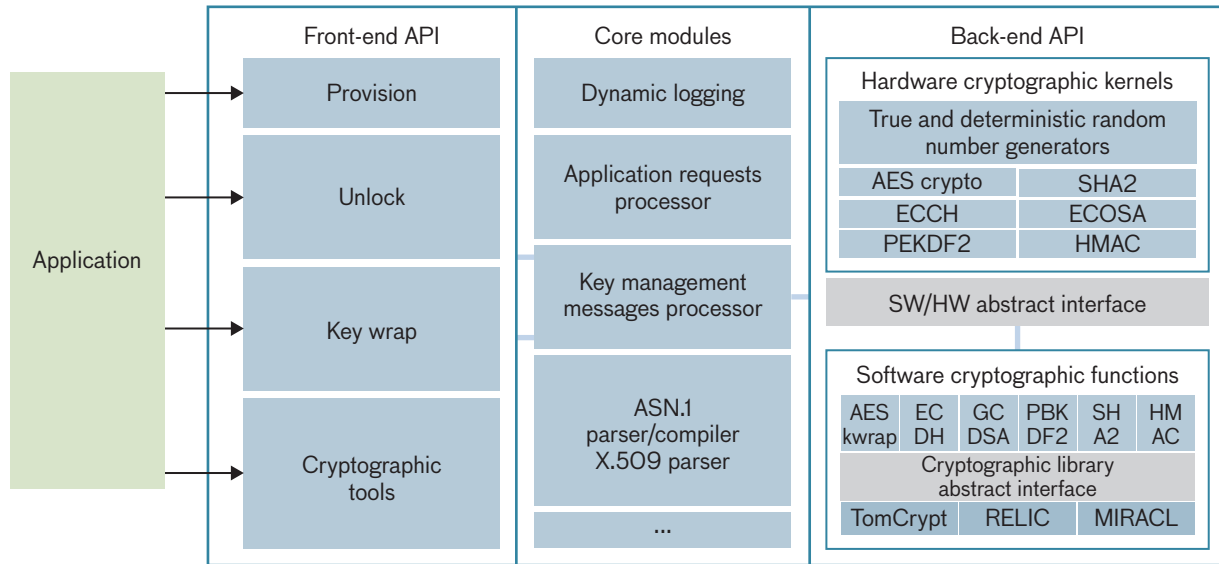 Front-end API
Core modules
Back-end API
Application
Provision
Unlock
Key wrap
Cryptographic
tools
Dynamic logging
Application requests
processor
Key management
messages processor
ASN.1
parser/compiler
X.509 parser
...
Hardware cryptographic kernels
True and deterministic random
number generators
AES crypto
SHA2
ECCH
ECOSA
PEKDF2
HMAC
SW/HW abstract interface
Software cryptographic functions
AES
kwrap
EC
DH
GC
DSA
PBK
DF2
SH
A2
HM
AC
Cryptographic library
abstract interface
TomCrypt
RELIC
MIRACL